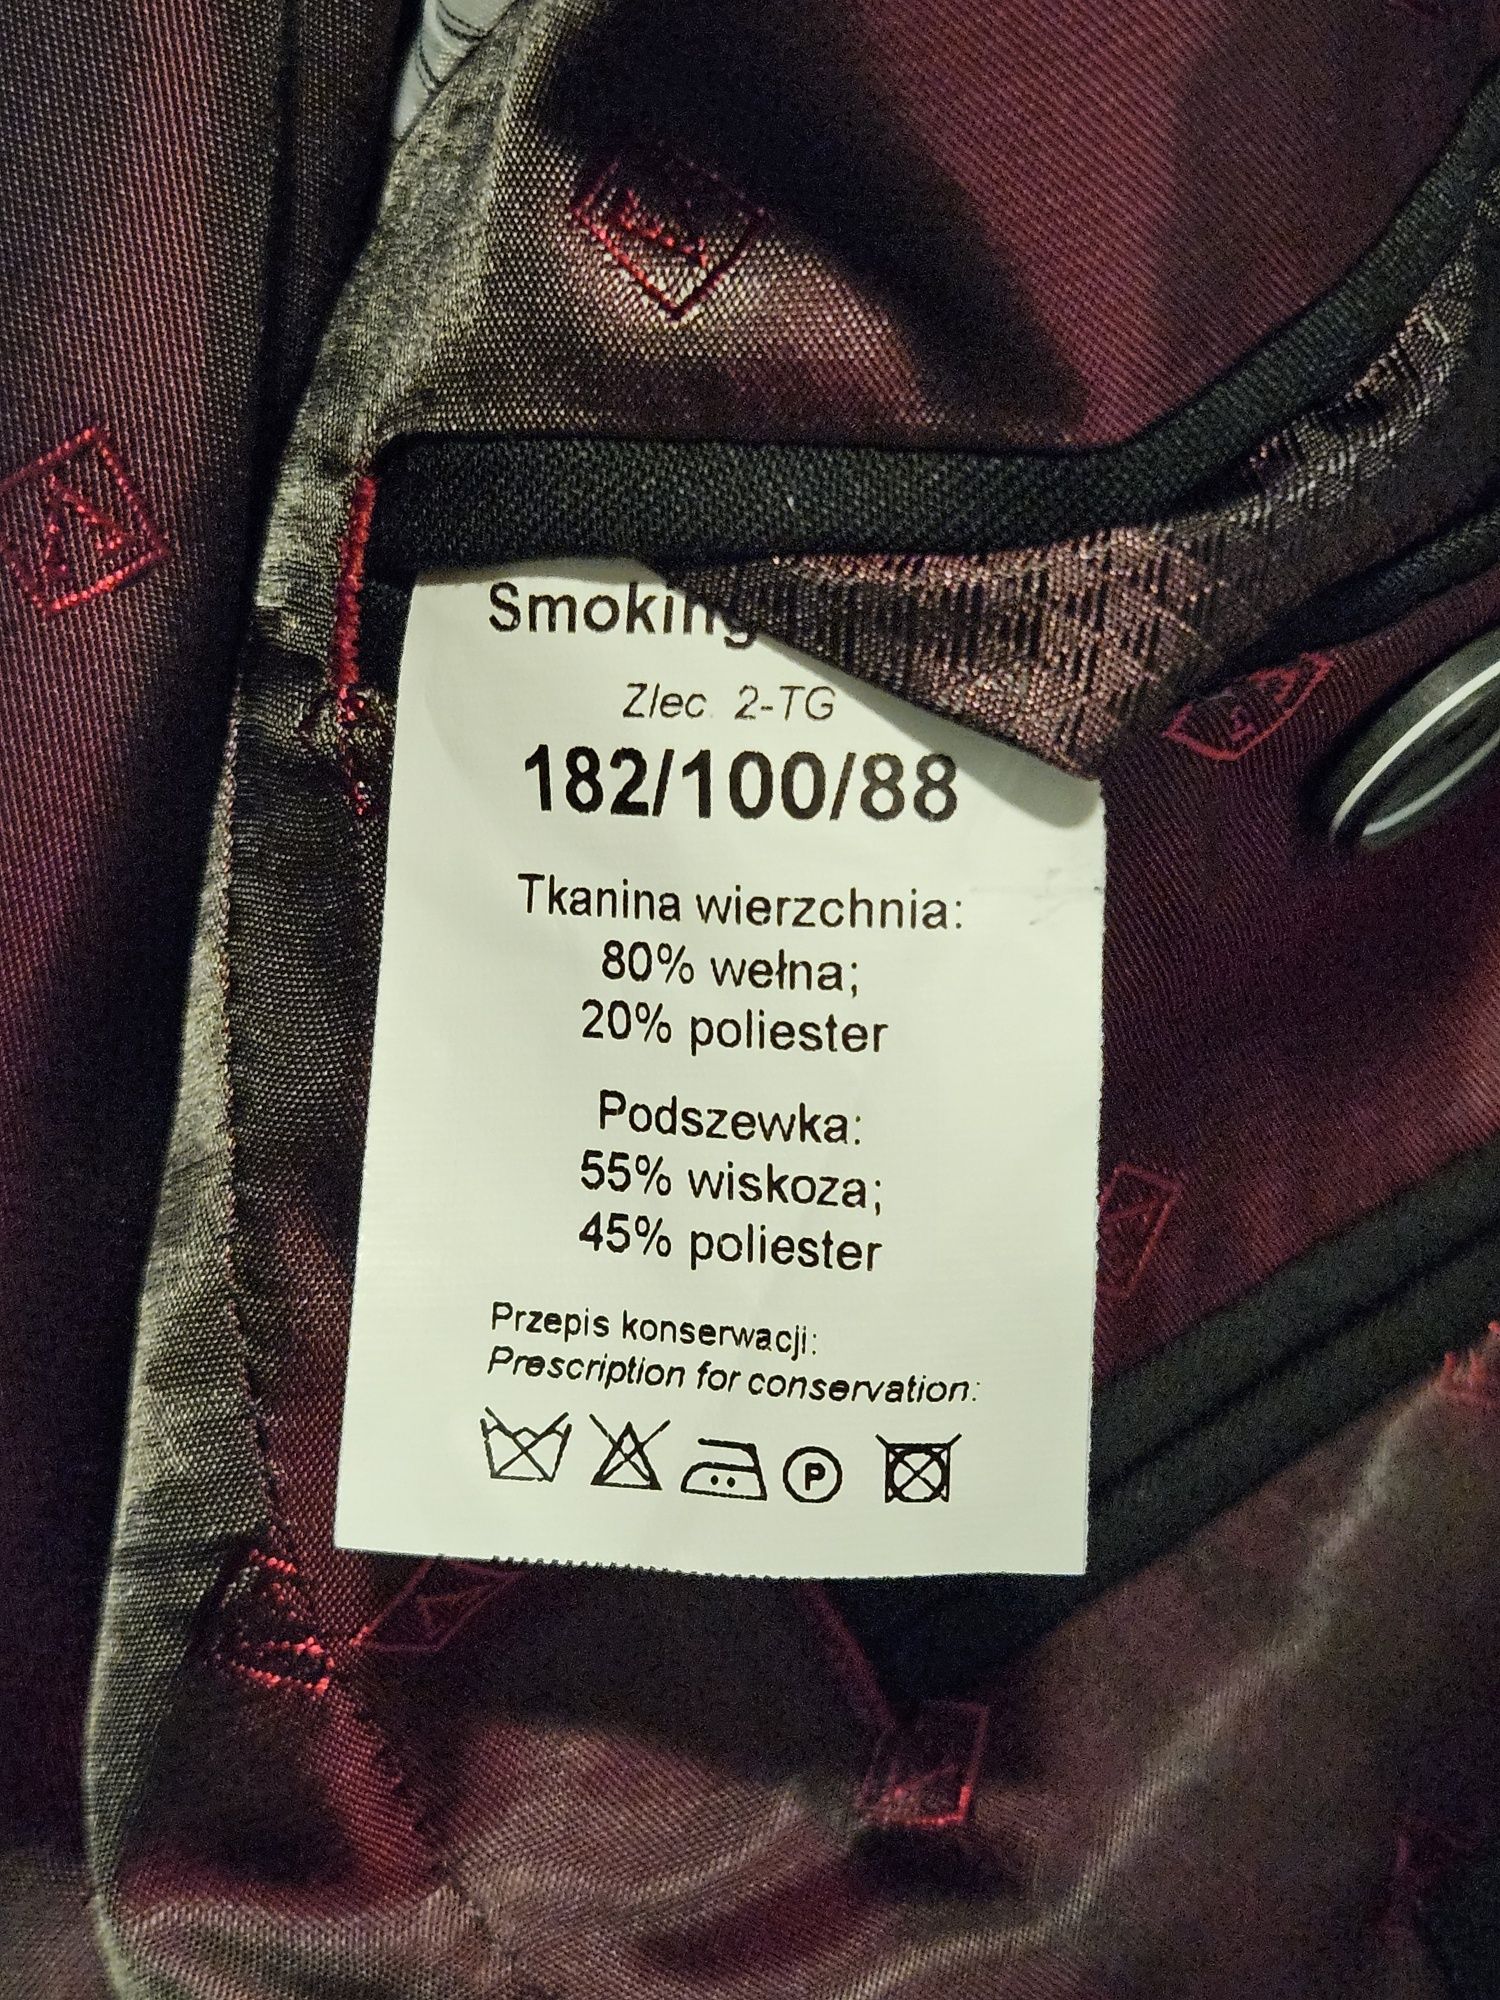 Smoking
Zlec. 2-TG
182/100/88
Tkanina wierzchnia:
80% wełna;
20% poliester
Podszewka:
55% wiskoza;
45% poliester
Przepis konserwacji:
Prescription for conservation:
P